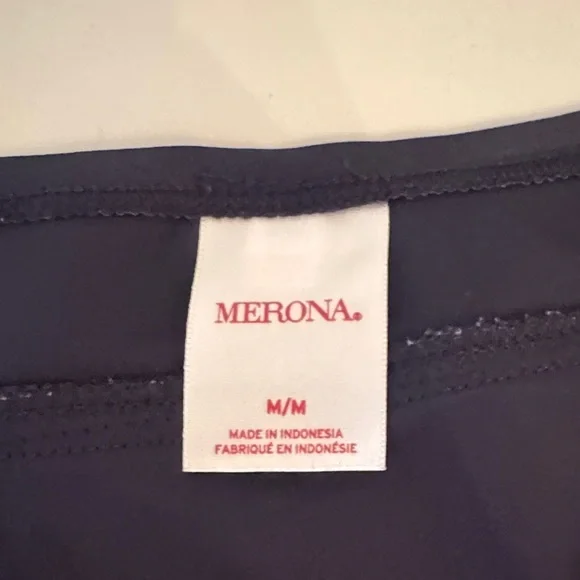 MERONA®
M/M
MADE IN INDONESIA
FABRIQUÉ EN INDONÉSIE